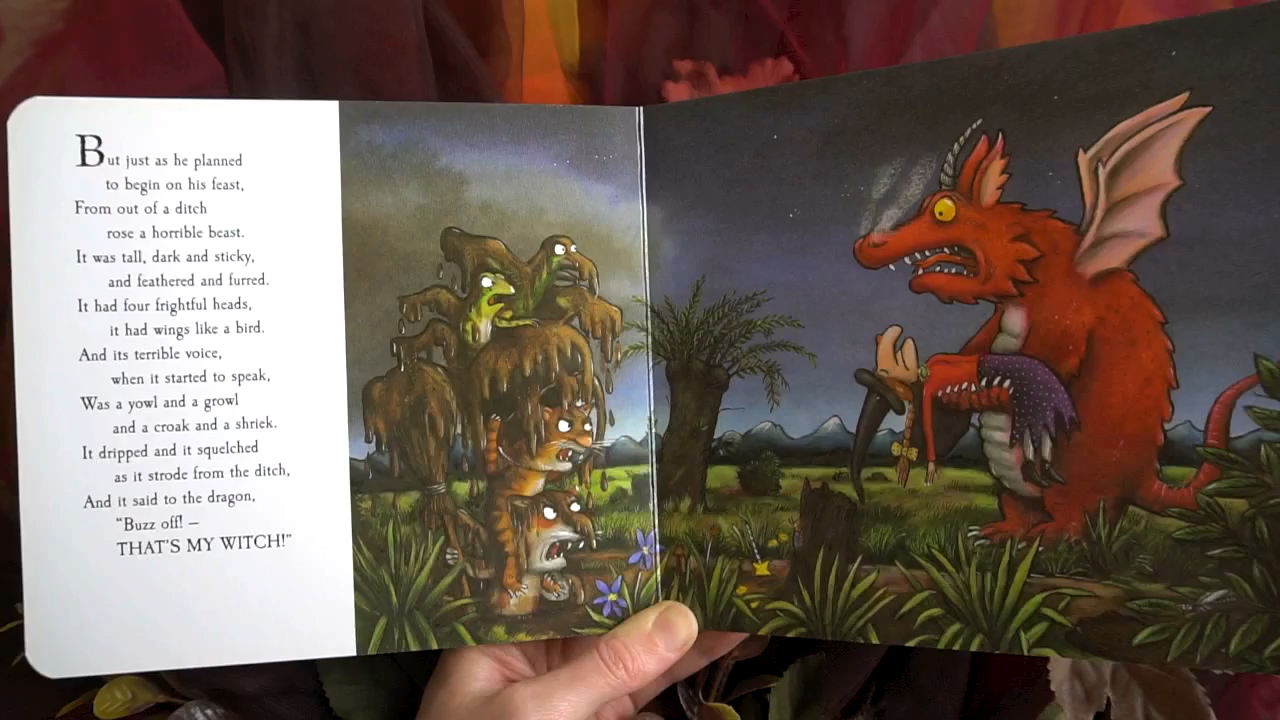 But just as he planned
to begin on his feast,
From out of a ditch
rose a horrible beast.
It was tall, dark and sticky,
and feathered and furred.
It had four frightful heads,
it had wings like a bird.
And its terrible voice,
when it started to speak,
Was a yowl and a growl
and a croak and a shriek.
It dripped and it squelched
as it strode from the ditch,
And it said to the dragon,
“Buzz off! –
THAT'S MY WITCH!”